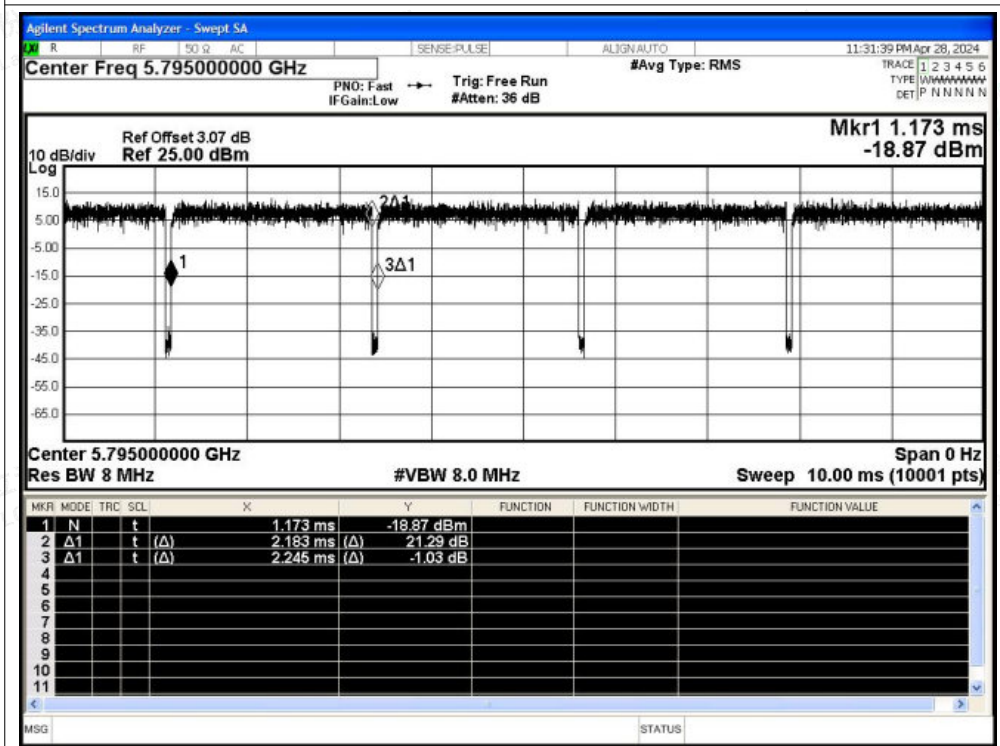 Agilent Spectrum Analyzer - Swept SA
LXI R RF 50 Ω AC SENSE:PULSE ALIGN AUTO 11:31:39 PM Apr 28, 2024
Center Freq 5.795000000 GHz #Avg Type: RMS TRACE 1 2 3 4 5 6
PNO: Fast Trig: Free Run TYPE WWWWWW
IFGain:Low #Atten: 36 dB DET P N N N N N
Mkr1 1.173 ms
Ref Offset 3.07 dB
10 dB/div Ref 25.00 dBm -18.87 dBm
Log
15.0
2Δ1
5.00
-5.00
1
3Δ1
-15.0
-25.0
-35.0
-45.0
-55.0
-65.0
Center 5.795000000 GHz Span 0 Hz
Res BW 8 MHz #VBW 8.0 MHz Sweep 10.00 ms (10001 pts)
MKR MODE TRC SCL X Y FUNCTION FUNCTION WIDTH FUNCTION VALUE
1 N t 1.173 ms -18.87 dBm
2 Δ1 t (Δ) 2.183 ms (Δ) 21.29 dB
3 Δ1 t (Δ) 2.245 ms (Δ) -1.03 dB
4
5
6
7
8
9
10
11
MSG STATUS